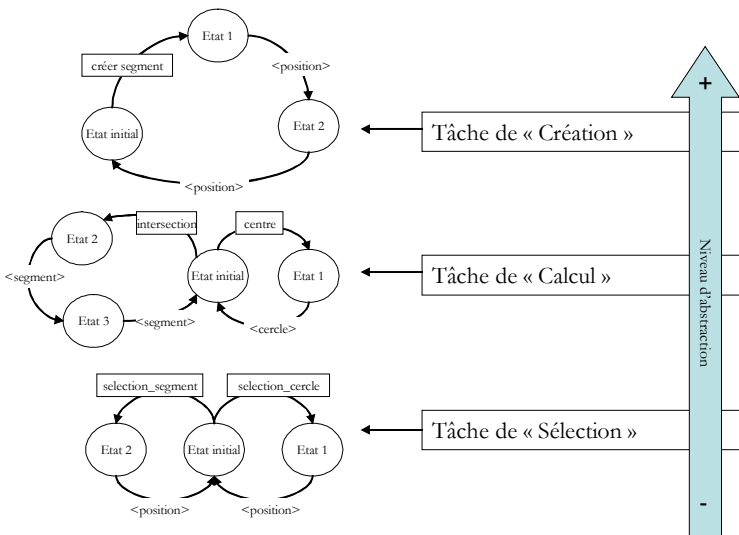 Etat 1
créer segment
<position>
+
Etat initial
Etat 2
Tâche de « Création »
<position>
intersection
centre
Etat 2
<segment>
Etat initial
Etat 1
Tâche de « Calcul »
Niveau d'abstraction
Etat 3
<segment>
<cercle>
selection_segment
selection_cercle
Etat 2
Etat initial
Etat 1
Tâche de « Sélection »
<position>
<position>
-